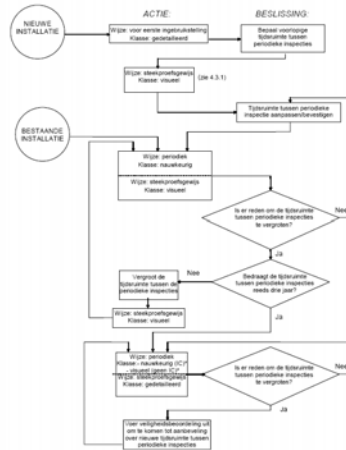 ACTIE:
BESLISSING:
NIEUWE
INSTALLATIE
Wijze: voor eerste ingebruikstelling
Klasse: gedetailleerd
Bepaal voorlopige
tijdsruimte tussen
periodieke inspecties
Wijze: steekproefsgewijs
Klasse: visueel
(zie 4.3.1)
Tijdsruimte tussen periodieke
inspectie aanpassen/bevestigen
BESTAANDE
INSTALLATIE
Wijze: periodiek
Klasse: nauwkeurig
Wijze: steekproefsgewijs
Klasse: visueel
Is er reden om de tijdsruimte
tussen periodieke inspecties te
vergroten?
Nee
Ja
Nee
Vergroot de
tijdsruimte
tussen de
periodieke inspecties
Bedraagt de tijdsruimte
tussen periodieke inspecties
reeds drie jaar?
Wijze: steekproefsgewijs
Klasse: visueel
Ja
Wijze: periodiek
Klasse:- nauwkeurig (IC)*
- visueel (geen IC)*
Wijze: steekproefsgewijs
Klasse: gedetailleerd
Is er reden om de tijdsruimte
tussen periodieke inspecties
te vergroten?
Nee
Ja
Voer veiligheidsbeoordeling uit
om te komen tot aanbeveling
over nieuwe tijdsruimte tussen
periodieke
inspecties